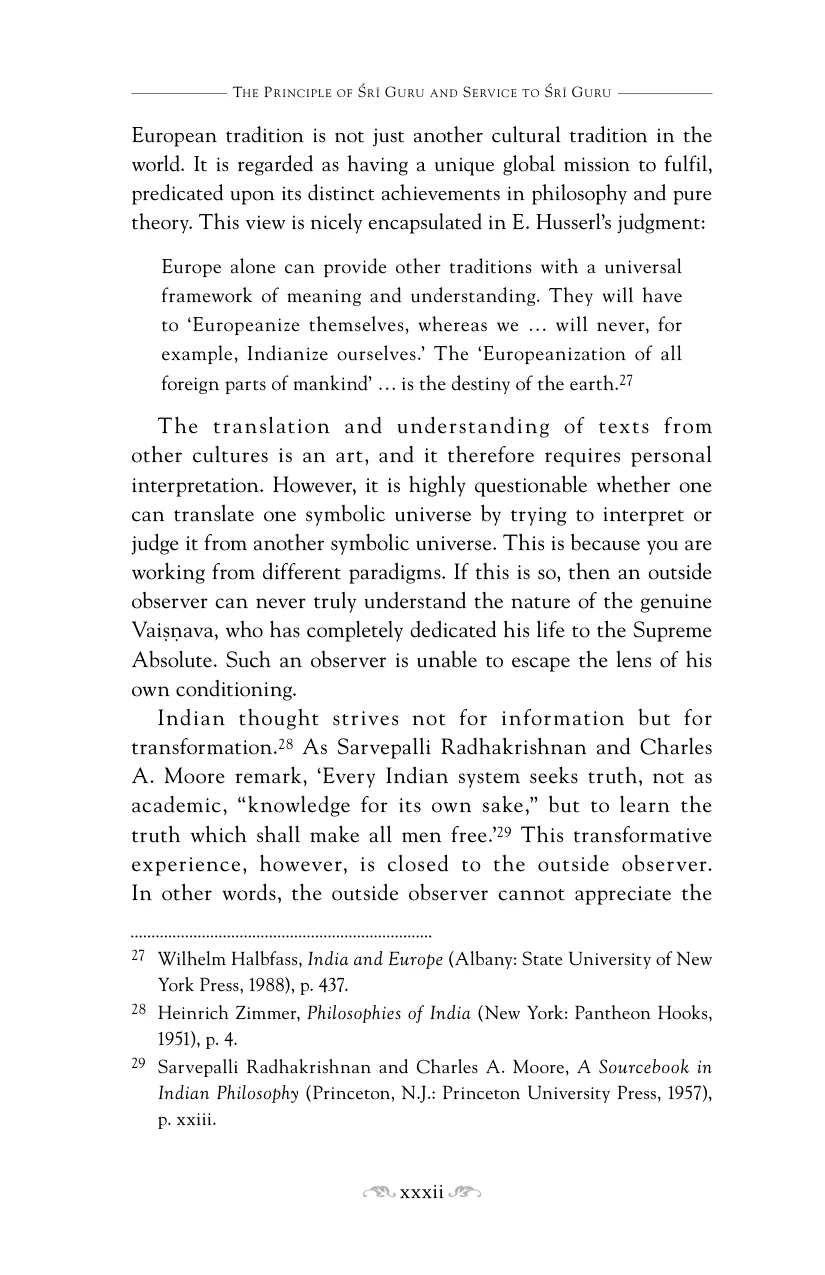 The Principle of Śrī Guru and Service to Śrī Guru
European tradition is not just another cultural tradition in the
world. It is regarded as having a unique global mission to fulfil,
predicated upon its distinct achievements in philosophy and pure
theory. This view is nicely encapsulated in E. Husserl’s judgment:
Europe alone can provide other traditions with a universal
framework of meaning and understanding. They will have
to ‘Europeanize themselves, whereas we … will never, for
example, Indianize ourselves.’ The ‘Europeanization of all
foreign parts of mankind’ … is the destiny of the earth.27
The translation and understanding of texts from
other cultures is an art, and it therefore requires personal
interpretation. However, it is highly questionable whether one
can translate one symbolic universe by trying to interpret or
judge it from another symbolic universe. This is because you are
working from different paradigms. If this is so, then an outside
observer can never truly understand the nature of the genuine
Vaiṣṇava, who has completely dedicated his life to the Supreme
Absolute. Such an observer is unable to escape the lens of his
own conditioning.
Indian thought strives not for information but for
transformation.28 As Sarvepalli Radhakrishnan and Charles
A. Moore remark, ‘Every Indian system seeks truth, not as
academic, “knowledge for its own sake,” but to learn the
truth which shall make all men free.’29 This transformative
experience, however, is closed to the outside observer.
In other words, the outside observer cannot appreciate the
27 Wilhelm Halbfass, India and Europe (Albany: State University of New
York Press, 1988), p. 437.
28 Heinrich Zimmer, Philosophies of India (New York: Pantheon Hooks,
1951), p. 4.
29 Sarvepalli Radhakrishnan and Charles A. Moore, A Sourcebook in
Indian Philosophy (Princeton, N.J.: Princeton University Press, 1957),
p. xxiii.
xxxii